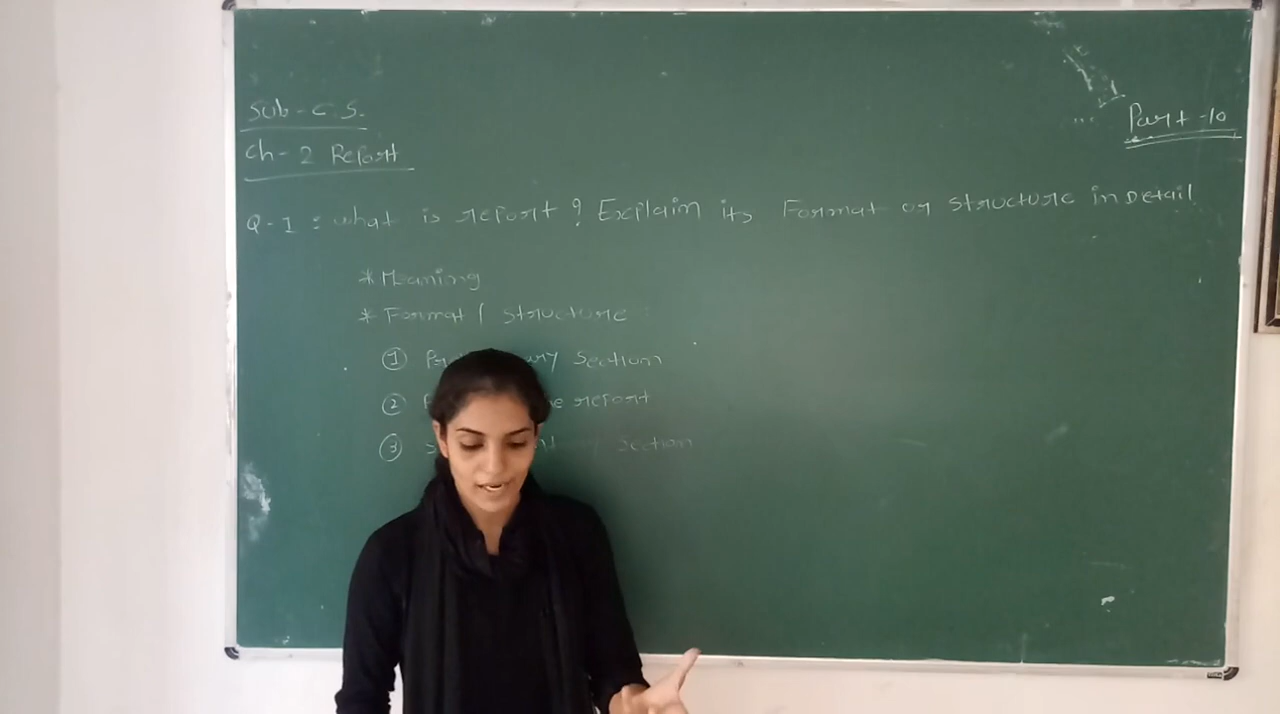 Sub - C.S.
Part - 10
Ch - 2 Report
Q - 1 : what is report ? Explain its Format or structure in Detail
* Meaning
* Format / structure
① section
② report
③ section